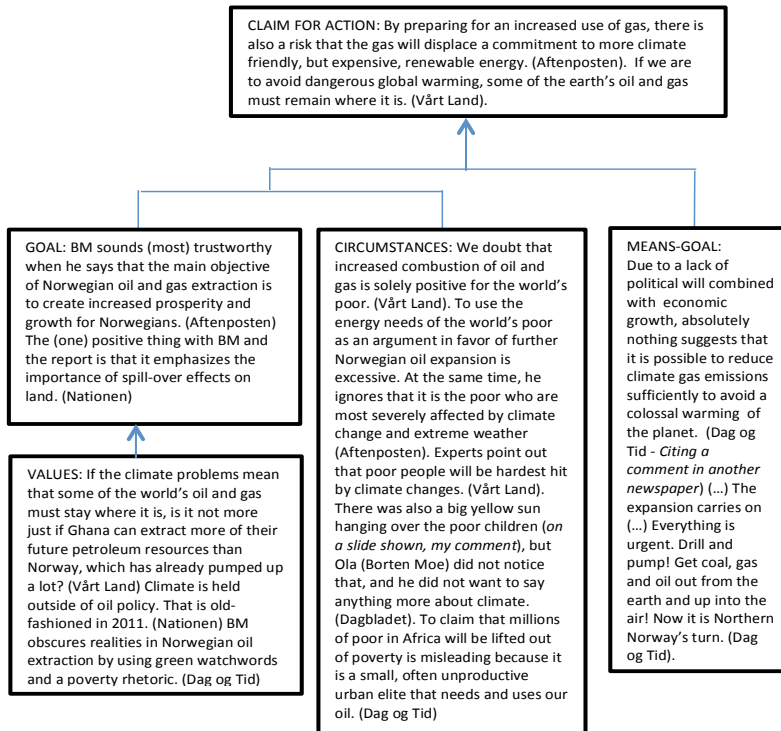 CLAIM FOR ACTION: By preparing for an increased use of gas, there is
also a risk that the gas will displace a commitment to more climate
friendly, but expensive, renewable energy. (Aftenposten).  If we are
to avoid dangerous global warming, some of the earth's oil and gas
must remain where it is. (Vårt Land).
GOAL: BM sounds (most) trustworthy
when he says that the main objective
of Norwegian oil and gas extraction is
to create increased prosperity and
growth for Norwegians. (Aftenposten)
The (one) positive thing with BM and
the report is that it emphasizes the
importance of spill-over effects on
land. (Nationen)
VALUES: If the climate problems mean
that some of the world's oil and gas
must stay where it is, is it not more
just if Ghana can extract more of their
future petroleum resources than
Norway, which has already pumped up
a lot? (Vårt Land) Climate is held
outside of oil policy. That is old-
fashioned in 2011. (Nationen) BM
obscures realities in Norwegian oil
extraction by using green watchwords
and a poverty rhetoric. (Dag og Tid)
CIRCUMSTANCES: We doubt that
increased combustion of oil and
gas is solely positive for the world's
poor. (Vårt Land). To use the
energy needs of the world's poor
as an argument in favor of further
Norwegian oil expansion is
excessive. At the same time, he
ignores that it is the poor who are
most severely affected by climate
change and extreme weather
(Aftenposten). Experts point out
that poor people will be hardest hit
by climate changes. (Vårt Land).
There was also a big yellow sun
hanging over the poor children (on
a slide shown, my comment), but
Ola (Borten Moe) did not notice
that, and he did not want to say
anything more about climate.
(Dagbladet). To claim that millions
of poor in Africa will be lifted out
of poverty is misleading because it
is a small, often unproductive
urban elite that needs and uses our
oil. (Dag og Tid)
MEANS-GOAL:
Due to a lack of
political will combined
with  economic
growth, absolutely
nothing suggests that
it is possible to reduce
climate gas emissions
sufficiently to avoid a
colossal warming  of
the planet.  (Dag og
Tid - Citing a
comment in another
newspaper) (…) The
expansion carries on
(…) Everything is
urgent. Drill and
pump! Get coal, gas
and oil out from the
earth and up into the
air! Now it is Northern
Norway's turn. (Dag
og Tid).